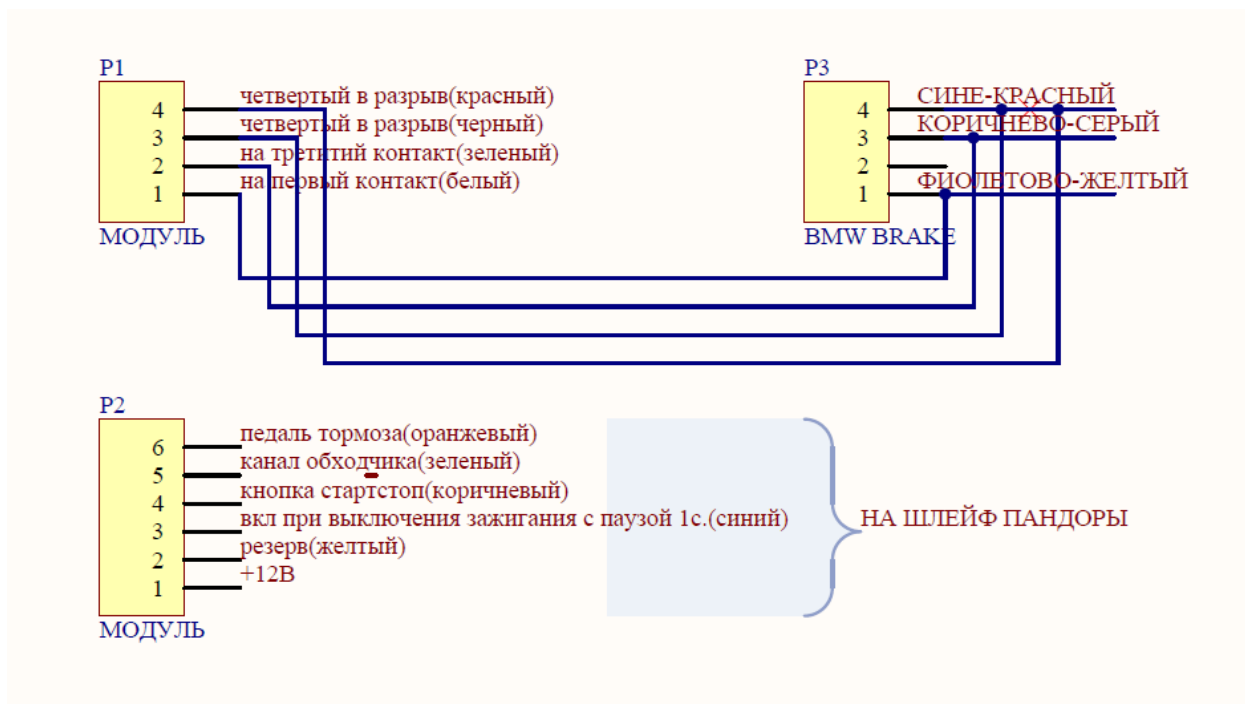 P1
4 четвертый в разрыв(красный)
3 четвертый в разрыв(черный)
2 на третитий контакт(зеленый)
1 на первый контакт(белый)
МОДУЛЬ
P3
4 СИНЕ-КРАСНЫЙ
3 КОРИЧНЕВО-СЕРЫЙ
2
1 ФИОЛЕТОВО-ЖЕЛТЫЙ
BMW BRAKE
P2
6 педаль тормоза(оранжевый)
5 канал обходчика(зеленый)
4 кнопка стартстоп(коричневый)
3 вкл при выключения зажигания с паузой 1с.(синий)
2 резерв(желтый)
1 +12В
МОДУЛЬ
НА ШЛЕЙФ ПАНДОРЫ